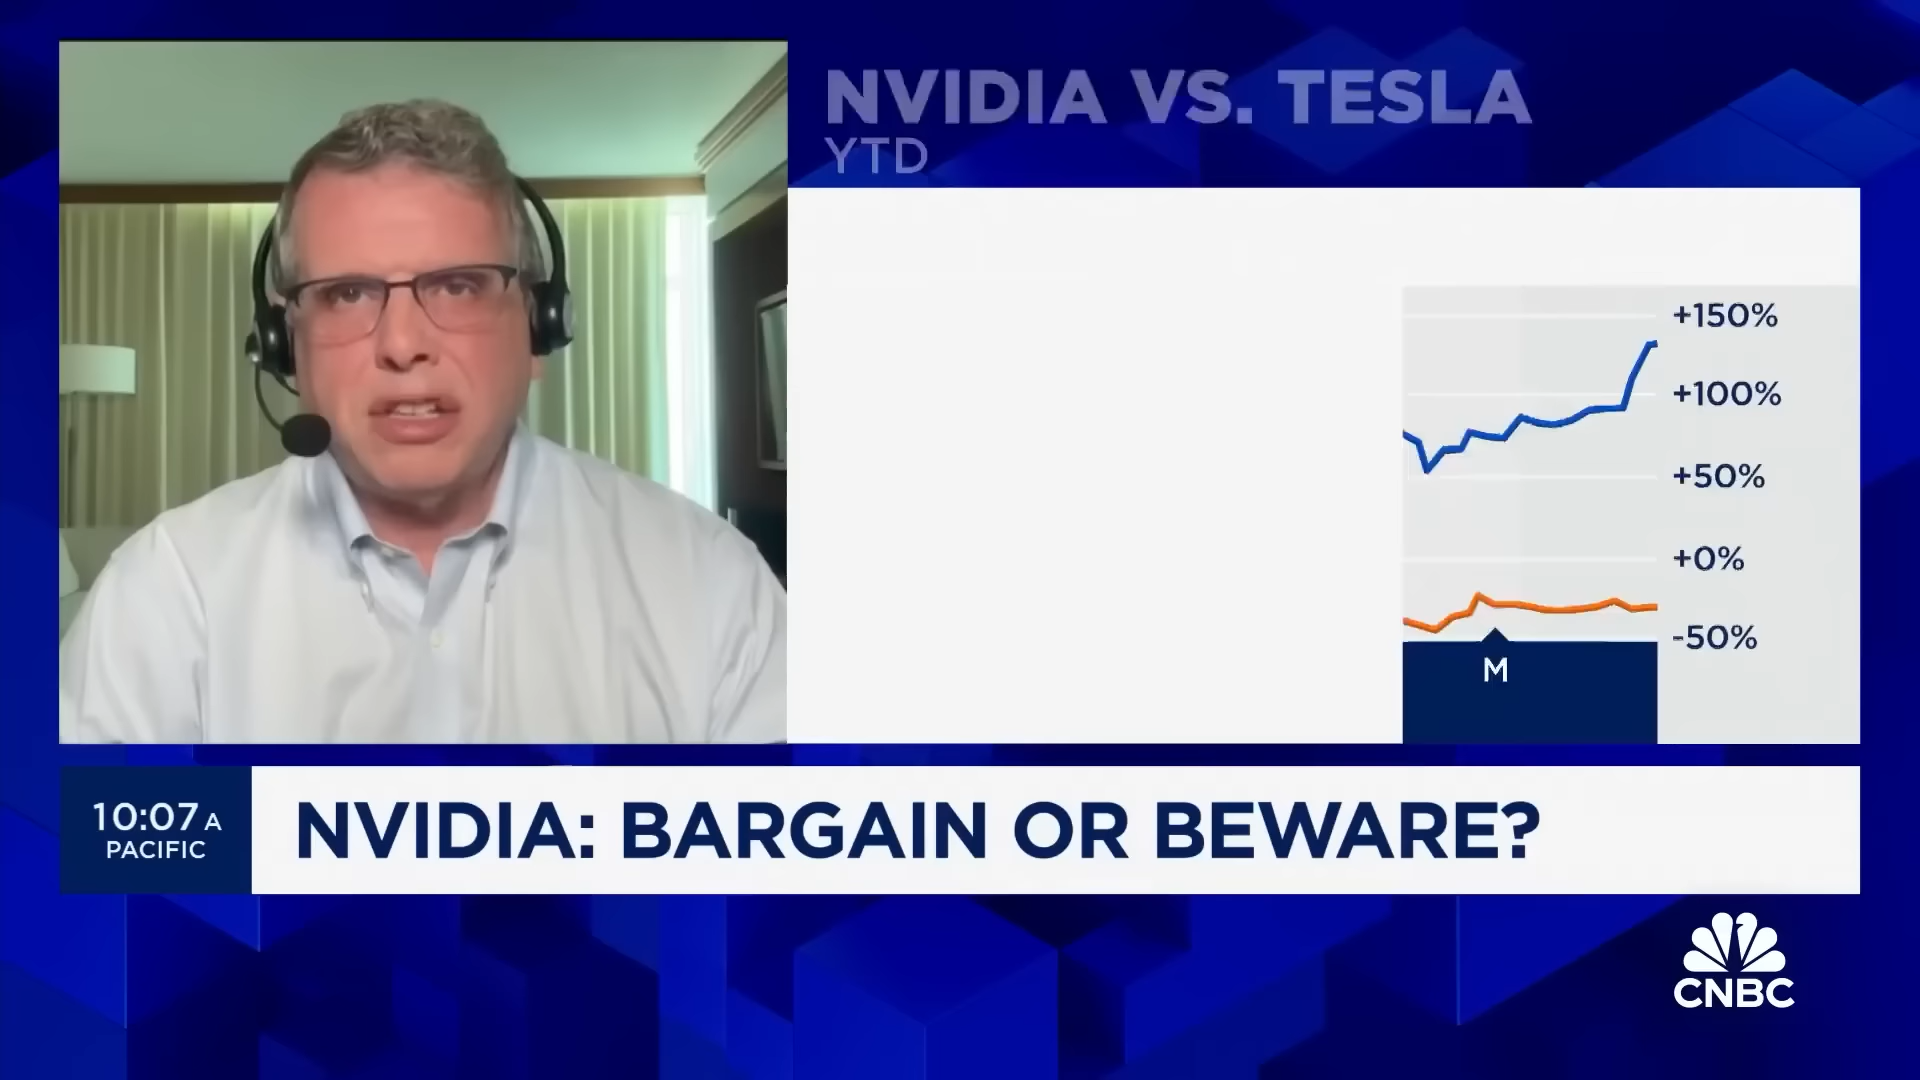 NVIDIA VS. TESLA
YTD
+150%
+100%
+50%
+0%
-50%
M
10:07 A
PACIFIC
NVIDIA: BARGAIN OR BEWARE?
CNBC